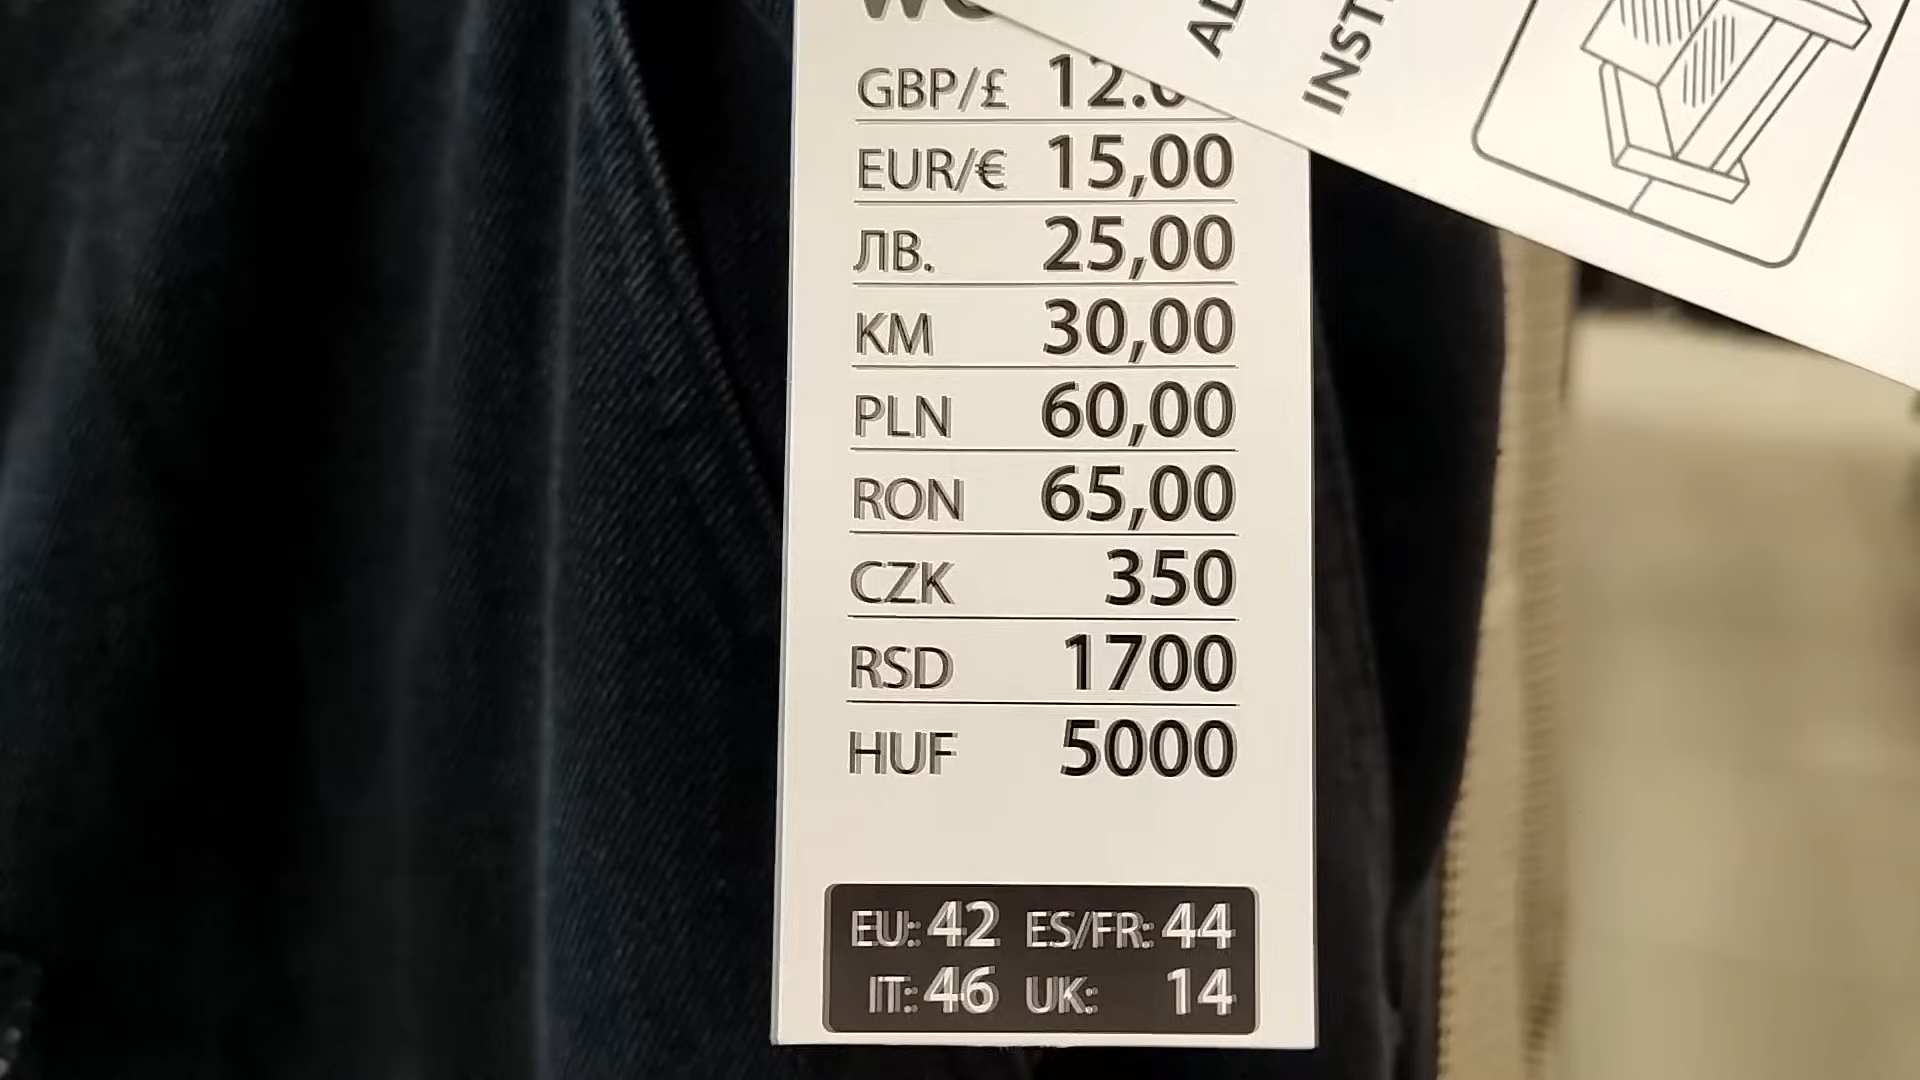 GBP/£ 12.
EUR/€ 15,00
ЛВ. 25,00
KM 30,00
PLN 60,00
RON 65,00
CZK 350
RSD 1700
HUF 5000
EU: 42 ES/FR: 44
IT: 46 UK: 14